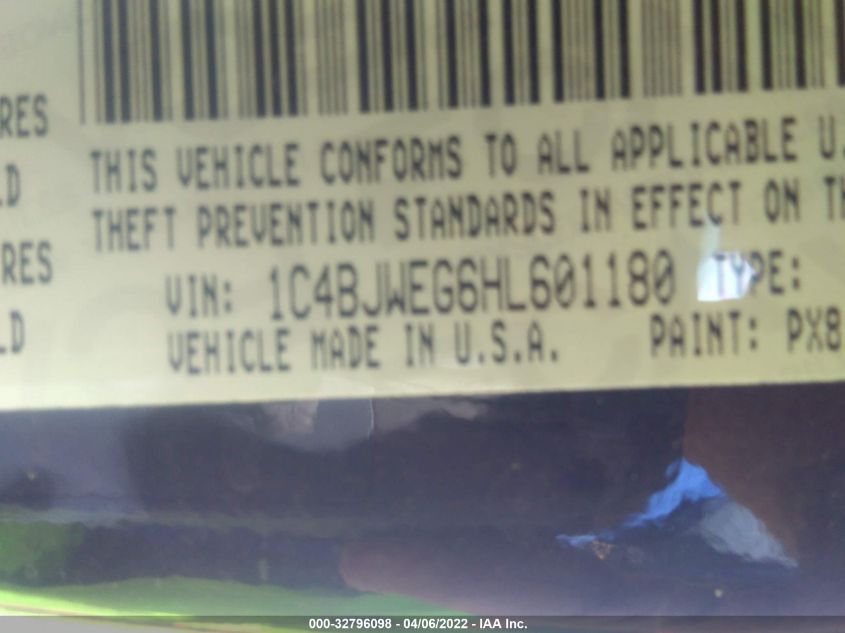 RES
LD
RES
LD
THIS VEHICLE CONFORMS TO ALL APPLICABLE U.
THEFT PREVENTION STANDARDS IN EFFECT ON TH
VIN: 1C4BJWEG6HL601180 TYPE:
VEHICLE MADE IN U.S.A. PAINT: PX8
000-32796098 - 04/06/2022 - IAA Inc.